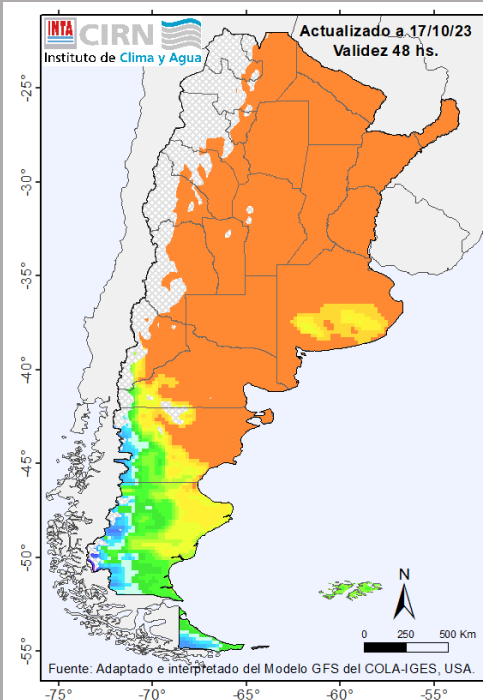 INTA CIRN
Instituto de Clima y Agua
Actualizado a 17/10/23
Validez 48 hs.
-25°
-30°
-35°
-40°
-45°
-50°
-55°
N
0 250 500 Km
Fuente: Adaptado e interpretado del Modelo GFS del COLA-IGES, USA.
-75° -70° -65° -60° -55°